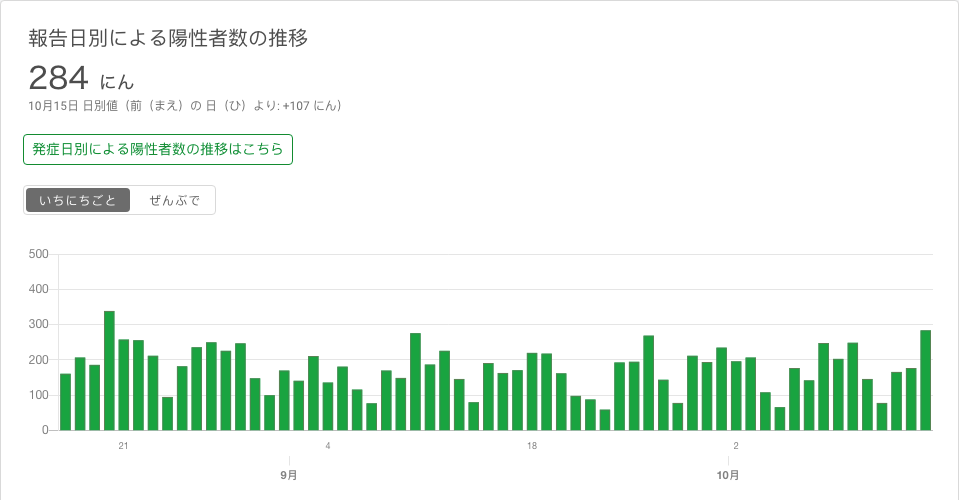 報告日別による陽性者数の推移
284 にん
10月15日 日別値（前（まえ）の 日（ひ）より: +107 にん）
発症日別による陽性者数の推移はこちら
いちにちごと ぜんぶで
500
400
300
200
100
0
21 4 18 2
9月 10月